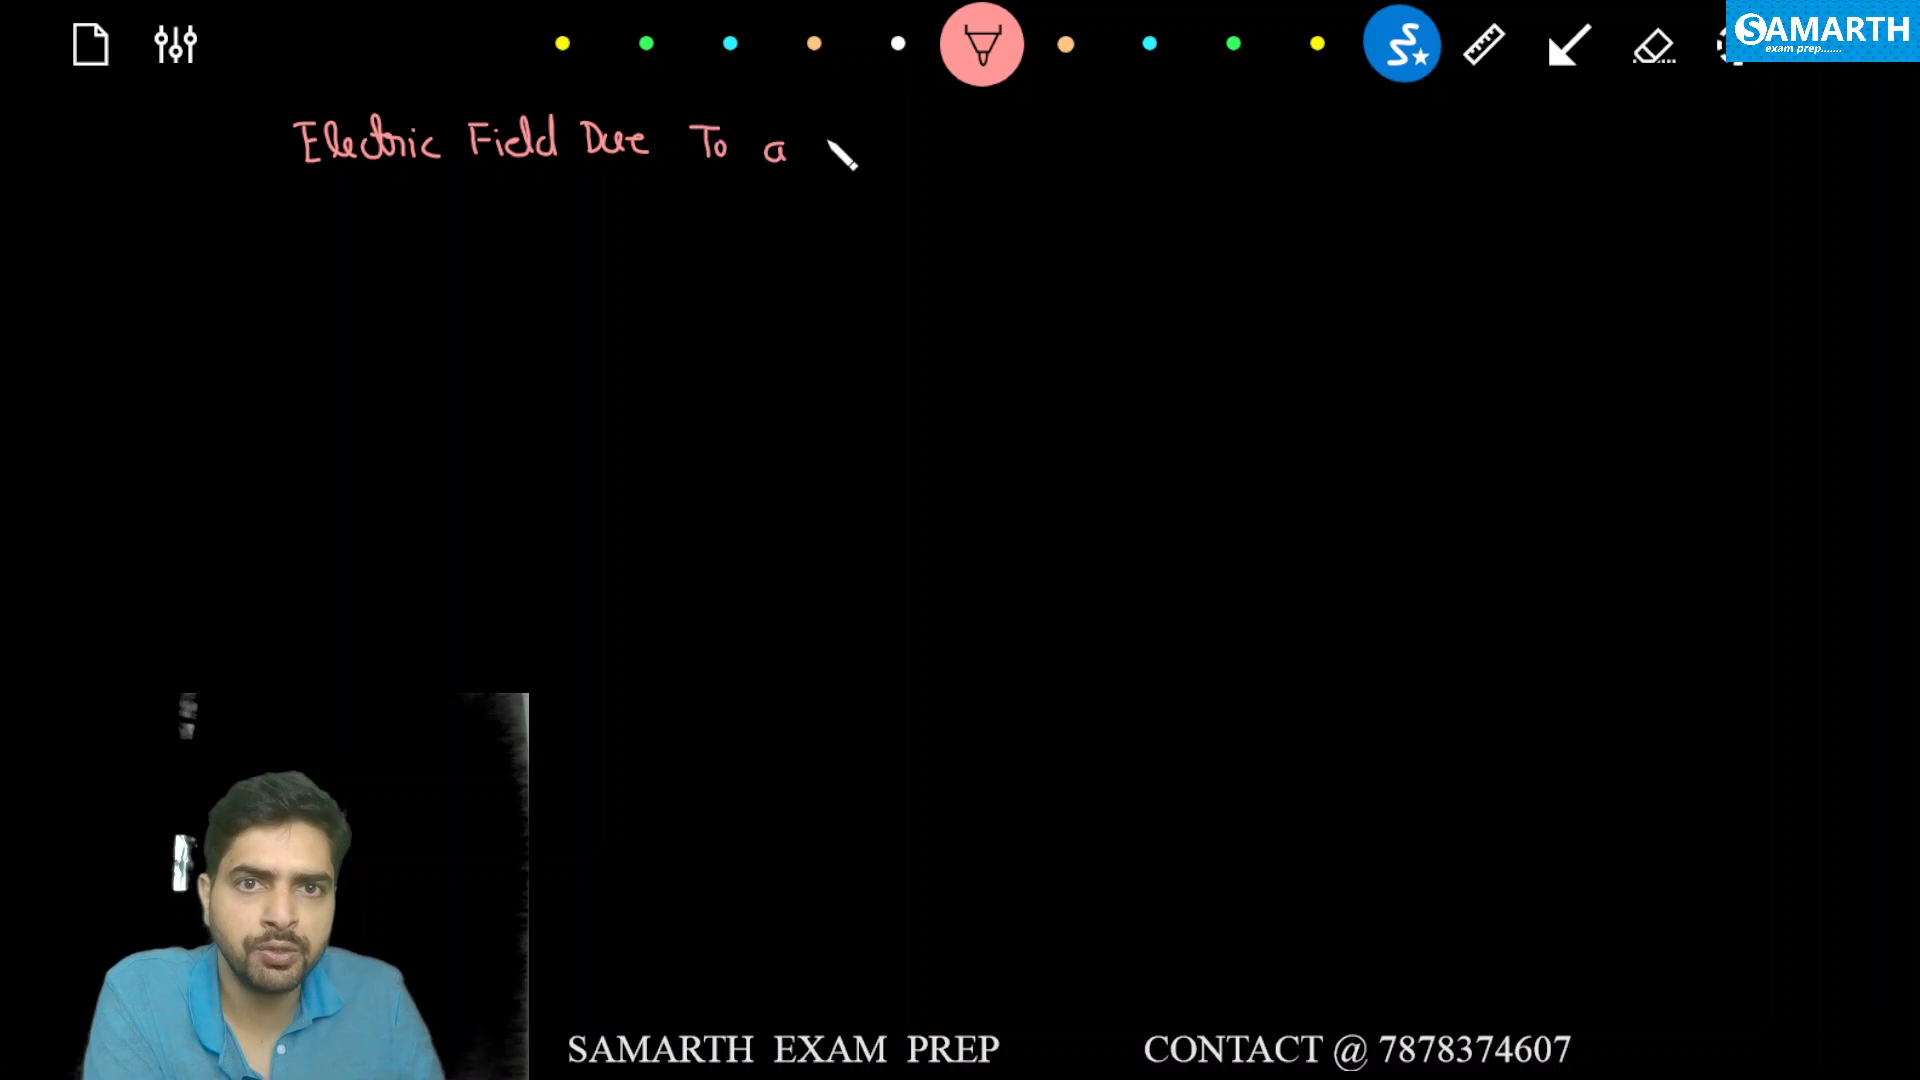 SAMARTH
exam prep.......
Electric Field Due To a
SAMARTH EXAM PREP
CONTACT @ 7878374607